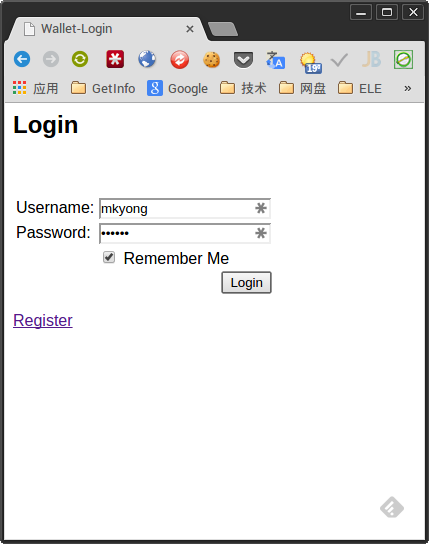 Wallet-Login
19°
应用 GetInfo Google 技术 网盘 ELE »
Login
Username: mkyong
Password: ••••••
Remember Me
Login
Register